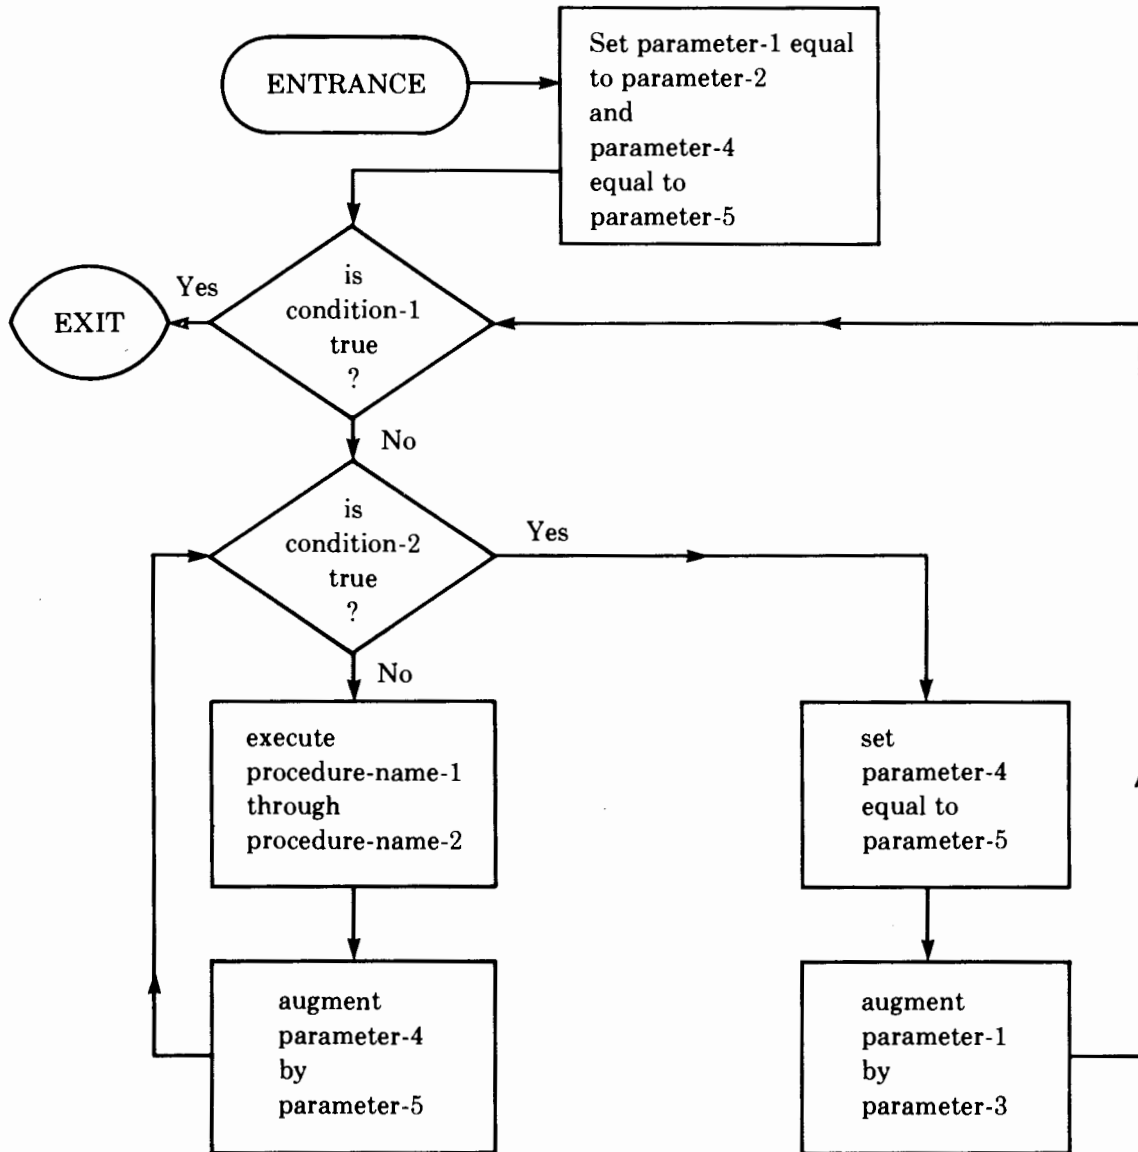 ENTRANCE
Set parameter-1 equal
to parameter-2
and
parameter-4
equal to
parameter-5
is
condition-1
true
?
Yes
EXIT
No
is
condition-2
true
?
Yes
No
execute
procedure-name-1
through
procedure-name-2
set
parameter-4
equal to
parameter-5
augment
parameter-4
by
parameter-5
augment
parameter-1
by
parameter-3